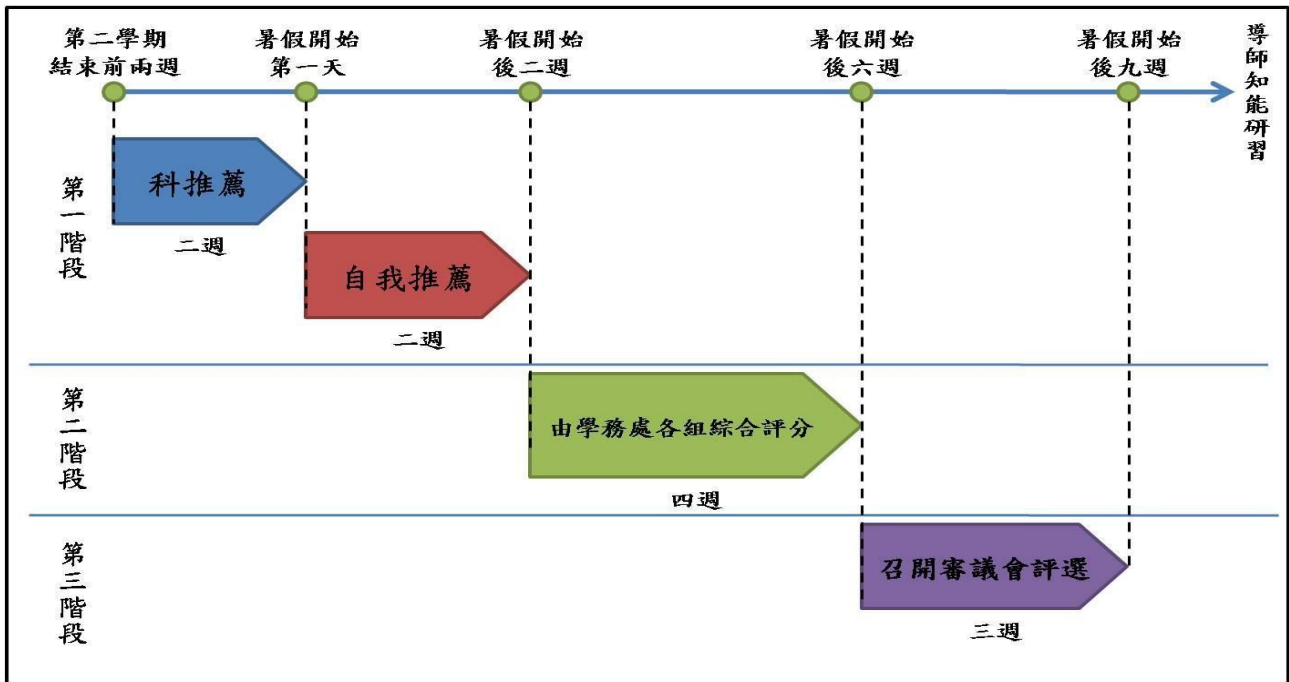 第二學期
結束前兩週
暑假開始
第一天
暑假開始
後二週
暑假開始
後六週
暑假開始
後九週
導師知能研習
第一階段
科推薦
二週
自我推薦
二週
第二階段
由學務處各組綜合評分
四週
第三階段
召開審議會評選
三週